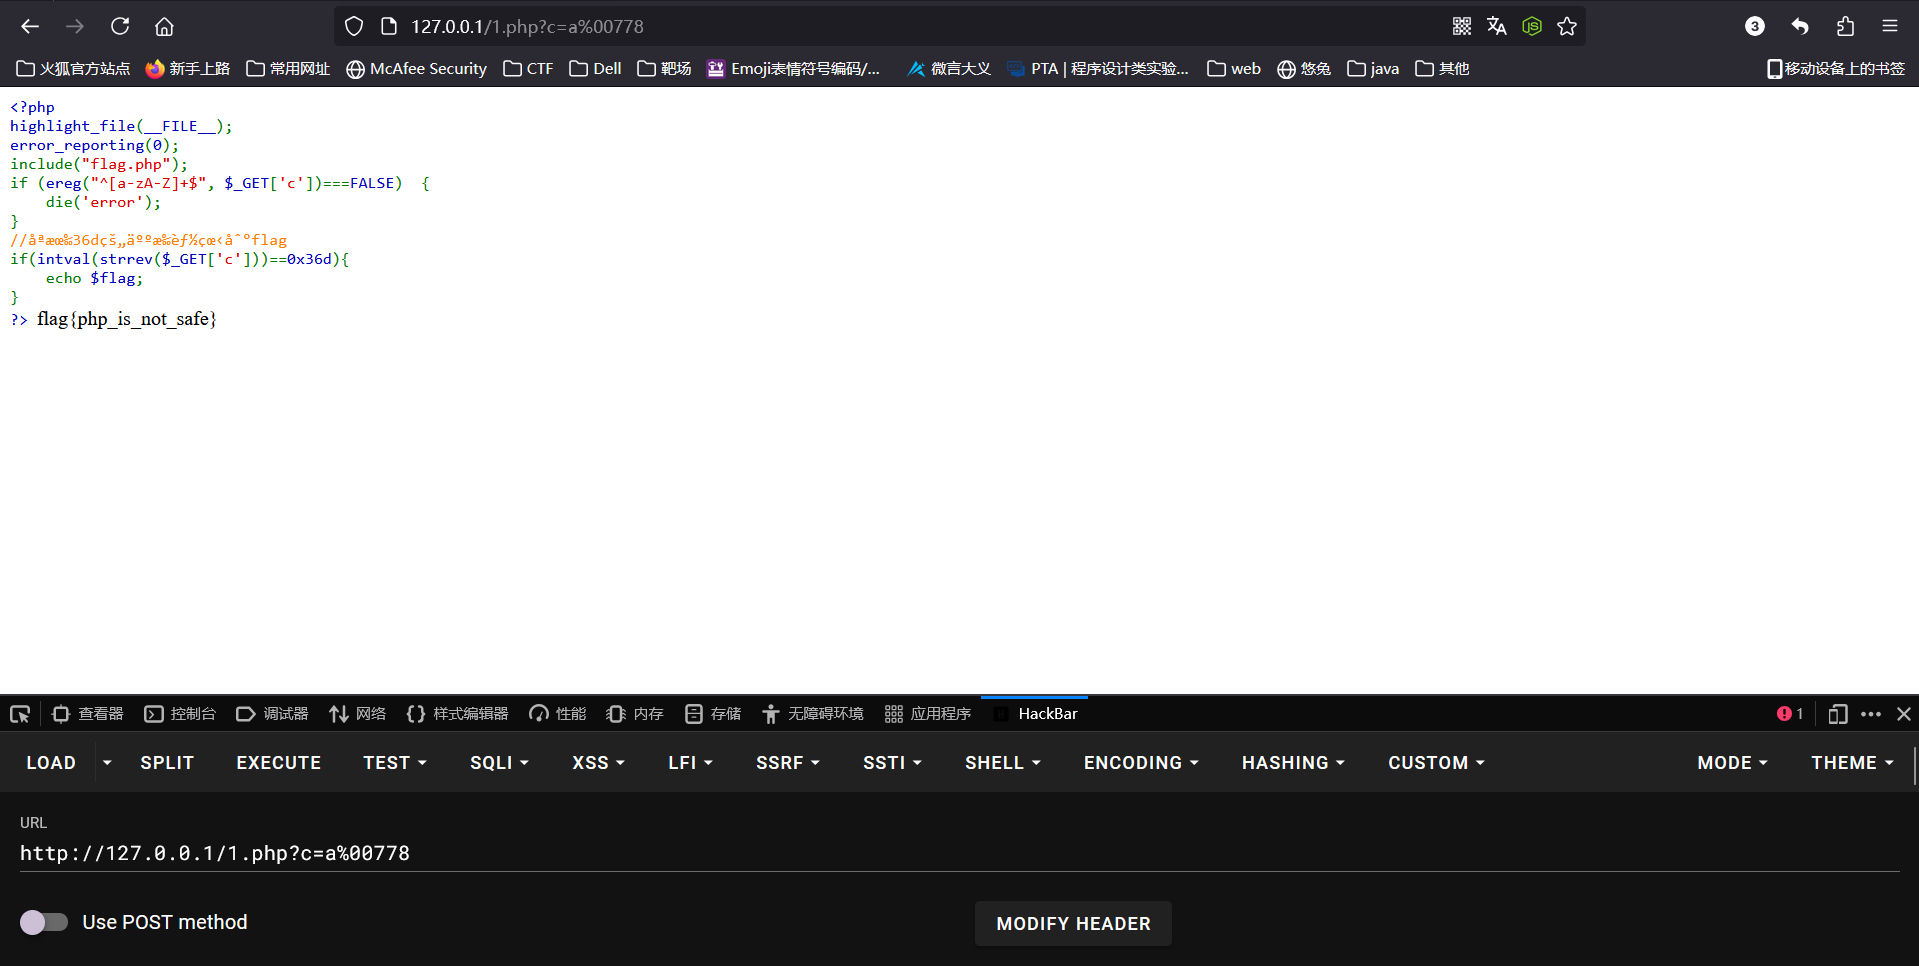 127.0.0.1/1.php?c=a%00778
3
火狐官方站点 新手上路 常用网址 McAfee Security CTF Dell 靶场 Emoji表情符号编码/... 微言大义 PTA | 程序设计类实验... web 悠兔 java 其他 移动设备上的书签
<?php
highlight_file(__FILE__);
error_reporting(0);
include("flag.php");
if (ereg("^[a-zA-Z]+$", $_GET['c'])===FALSE)  {
    die('error');
}
//åªæœ‰36dçš„äººæ‰èƒ½çœ‹åˆ°flag
if(intval(strrev($_GET['c']))==0x36d){
    echo $flag;
}
?> flag{php_is_not_safe}
查看器 控制台 调试器 网络 样式编辑器 性能 内存 存储 无障碍环境 应用程序 HackBar 1
LOAD SPLIT EXECUTE TEST SQLI XSS LFI SSRF SSTI SHELL ENCODING HASHING CUSTOM MODE THEME
URL
http://127.0.0.1/1.php?c=a%00778
Use POST method MODIFY HEADER